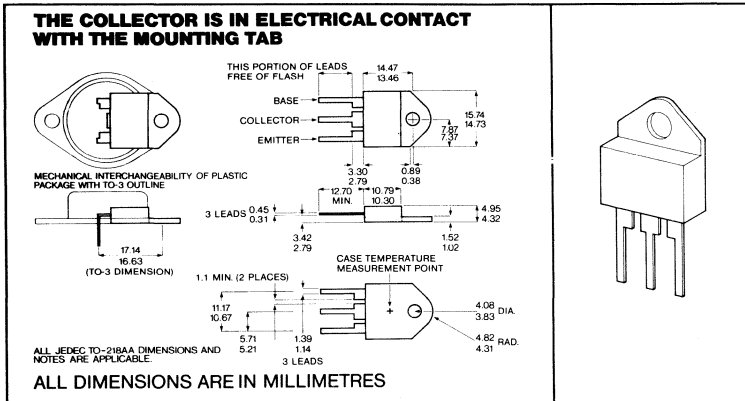 THE COLLECTOR IS IN ELECTRICAL CONTACT
WITH THE MOUNTING TAB
THIS PORTION OF LEADS
FREE OF FLASH
14.47
13.46
BASE
COLLECTOR
EMITTER
15.74
14.73
7.87
7.37
3.30
2.79
0.89
0.38
MECHANICAL INTERCHANGEABILITY OF PLASTIC
PACKAGE WITH TO-3 OUTLINE
12.70
MIN.
10.79
10.30
3 LEADS
0.45
0.31
4.95
4.32
3.42
2.79
1.52
1.02
17.14
16.63
(TO-3 DIMENSION)
CASE TEMPERATURE
MEASUREMENT POINT
1.1 MIN. (2 PLACES)
11.17
10.67
4.08
3.83
DIA.
5.71
5.21
1.39
1.14
3 LEADS
4.82
4.31
RAD.
ALL JEDEC TO-218AA DIMENSIONS AND
NOTES ARE APPLICABLE.
ALL DIMENSIONS ARE IN MILLIMETRES